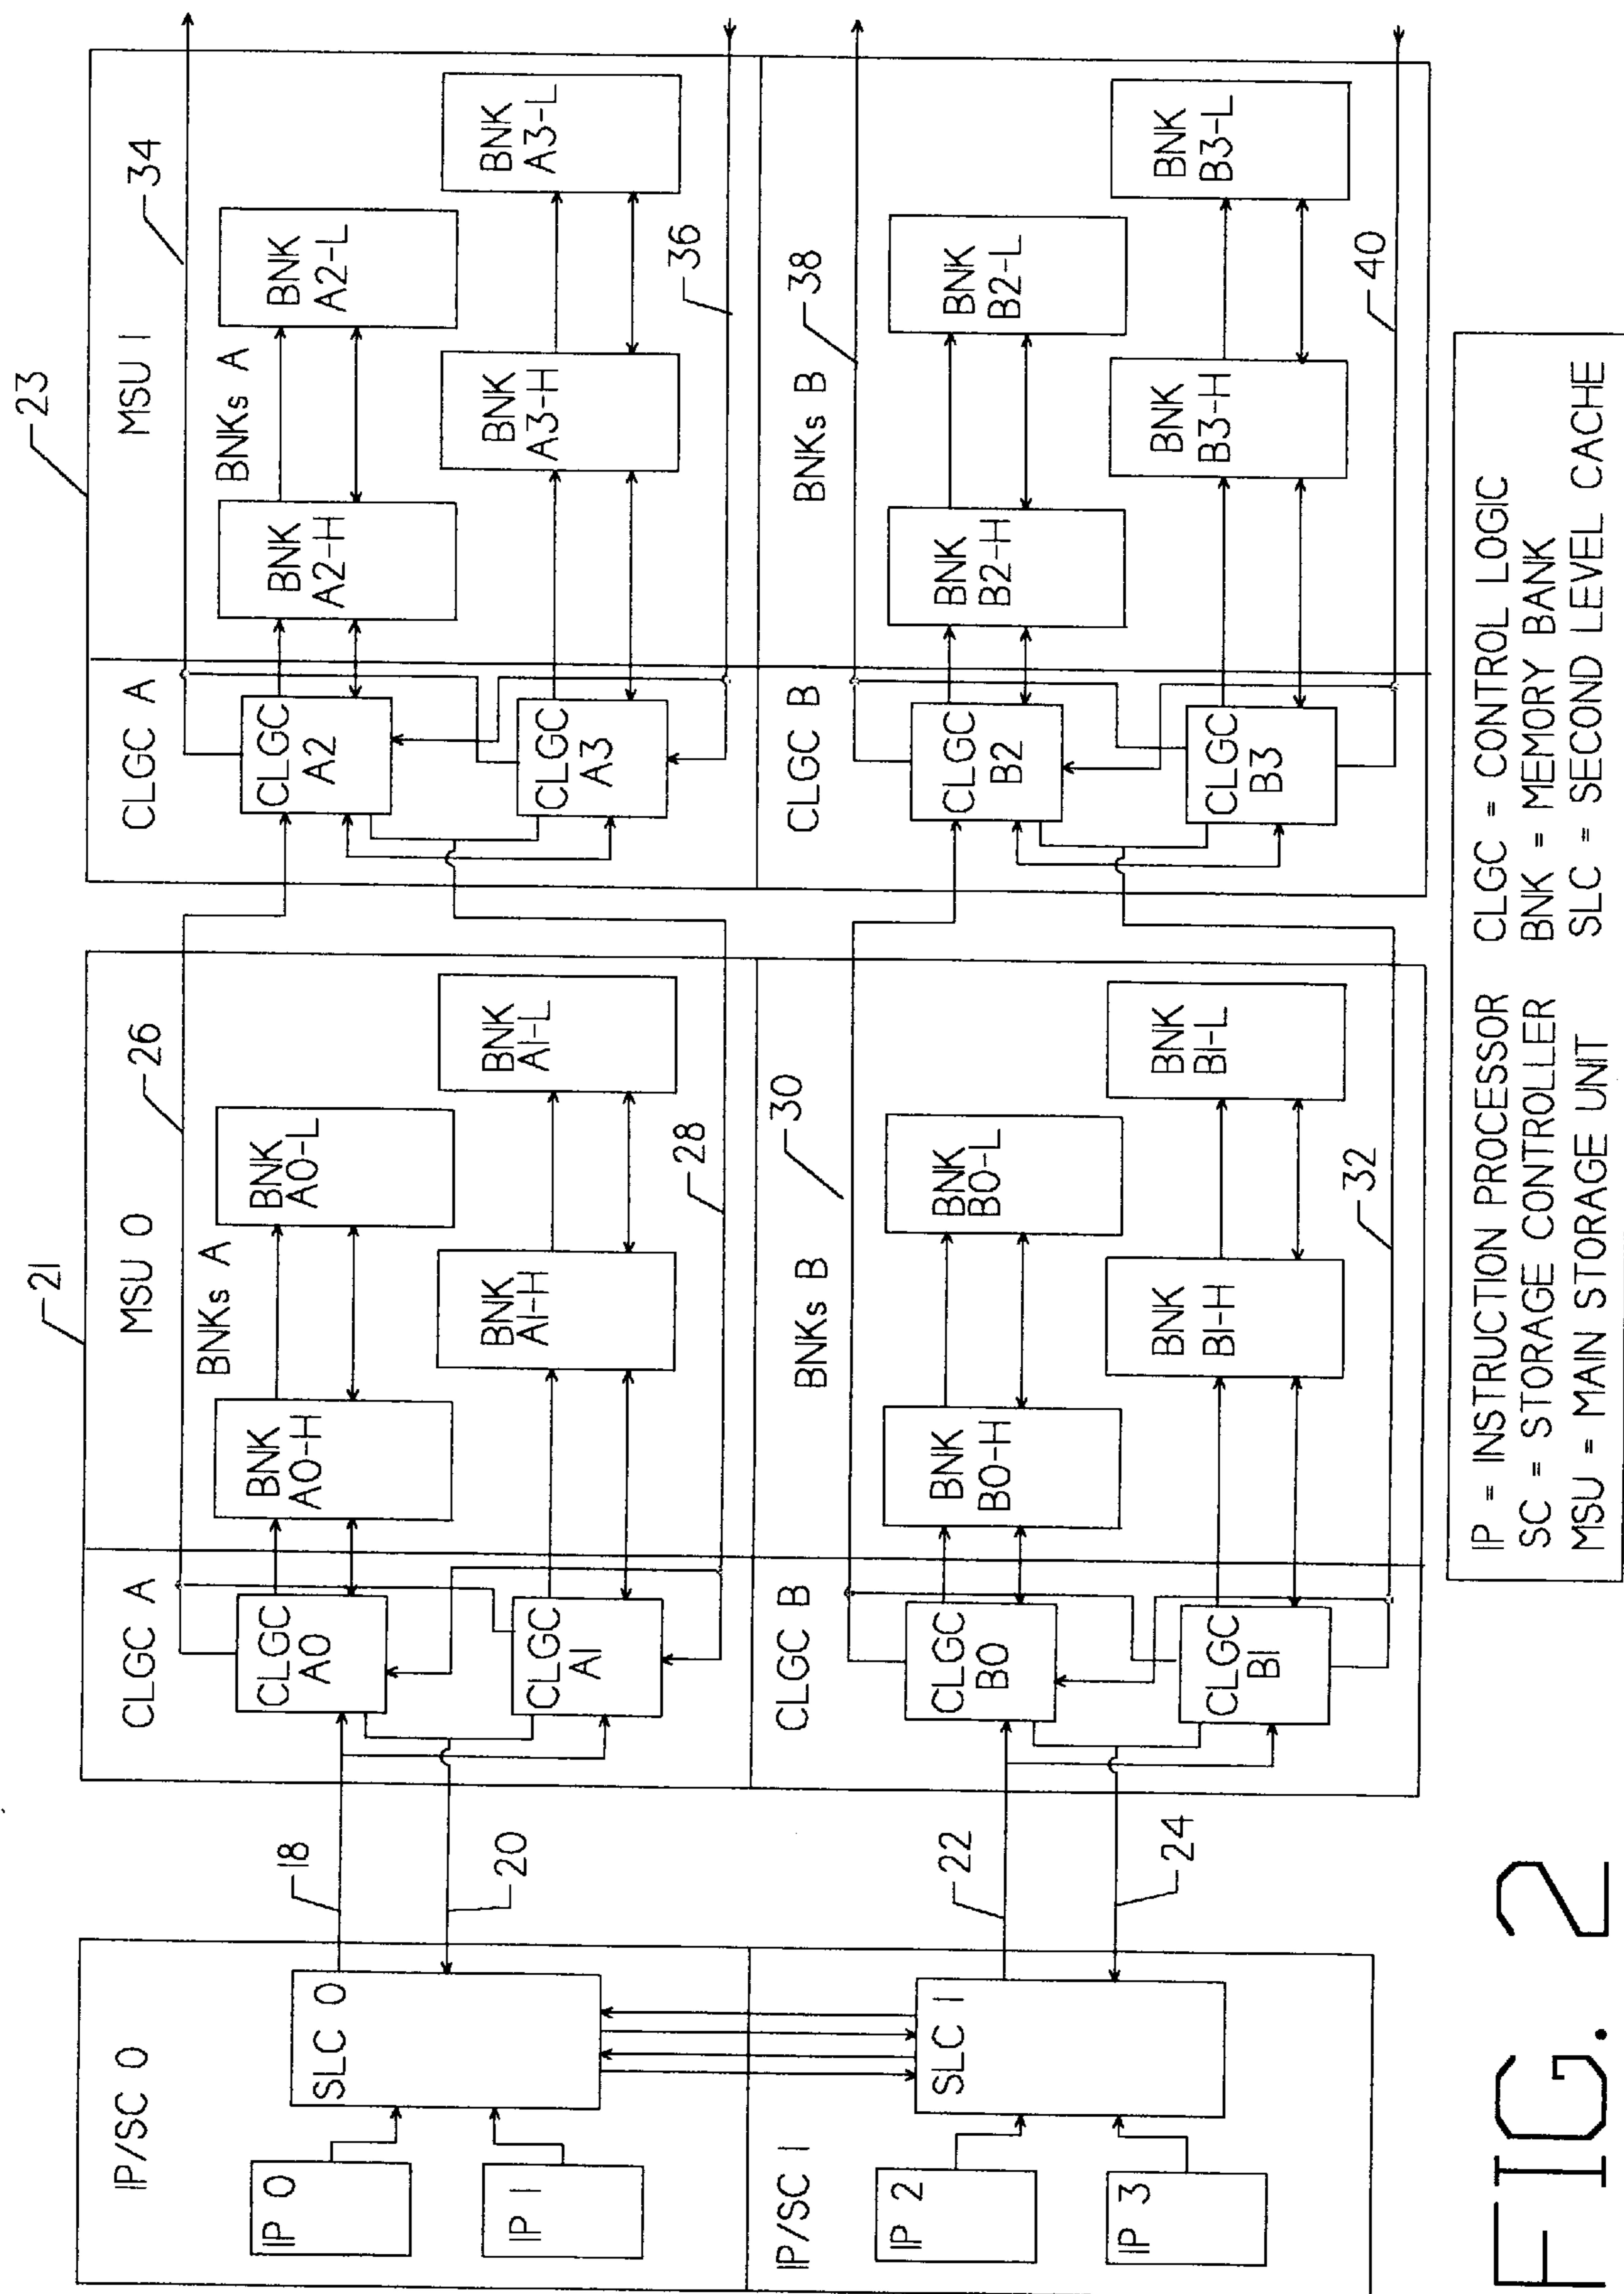 23
21
MSU 1
34
MSU 0
26
IP/SC 0
CLGC A
BNKs A
CLGC A
BNKs A
IP 0
SLC 0
18
CLGC
A0
BNK
A0-H
BNK
A0-L
CLGC
A2
BNK
A2-H
BNK
A2-L
IP 1
20
CLGC
A1
BNK
A1-H
BNK
A1-L
28
CLGC
A3
BNK
A3-H
BNK
A3-L
36
IP/SC 1
CLGC B
BNKs B
30
CLGC B
BNKs B
38
IP 2
SLC 1
22
CLGC
B0
BNK
B0-H
BNK
B0-L
CLGC
B2
BNK
B2-H
BNK
B2-L
IP 3
24
CLGC
B1
BNK
B1-H
BNK
B1-L
32
CLGC
B3
BNK
B3-H
BNK
B3-L
40
IP = INSTRUCTION PROCESSOR CLGC = CONTROL LOGIC
SC = STORAGE CONTROLLER BNK = MEMORY BANK
MSU = MAIN STORAGE UNIT SLC = SECOND LEVEL CACHE
FIG. 2